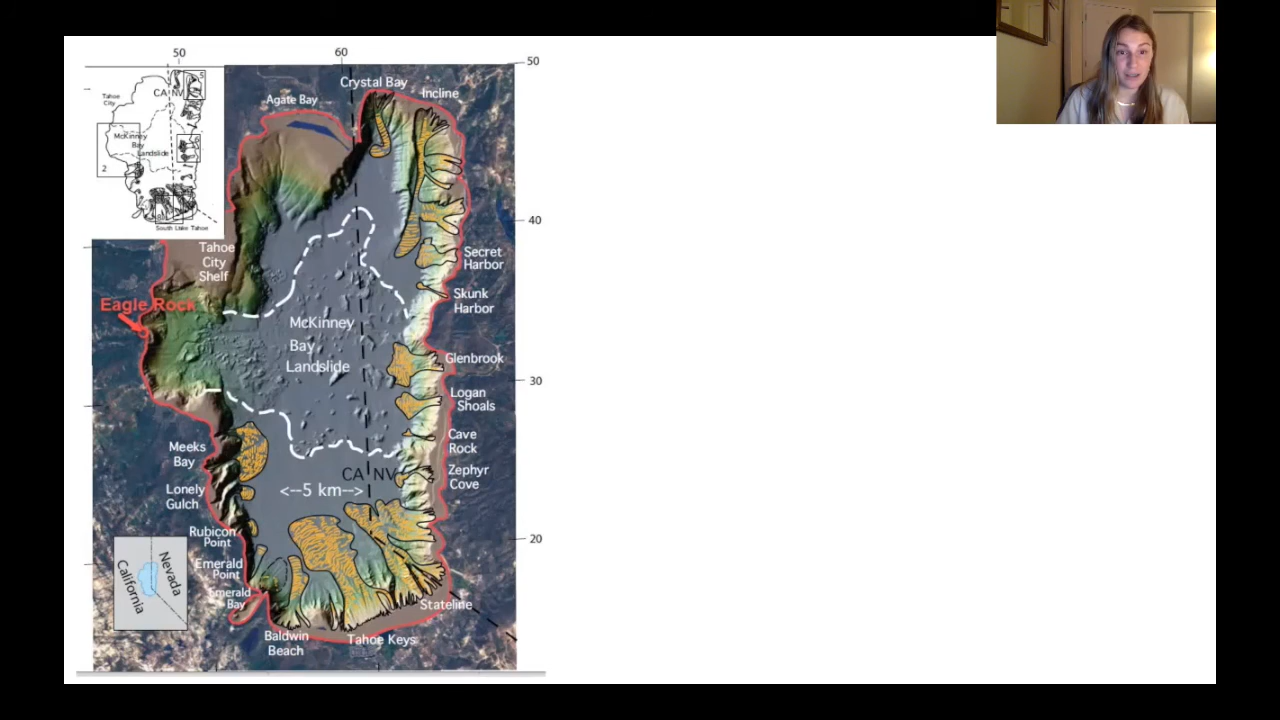 50
60
50
Crystal Bay
Incline
Agate Bay
Tahoe
City
CA NV
5
McKinney
Bay
Landslide
6
2
South Lake Tahoe
40
Tahoe
City
Shelf
Secret
Harbor
Eagle Rock
Skunk
Harbor
McKinney
Bay
Landslide
Glenbrook
30
Logan
Shoals
Cave
Rock
Meeks
Bay
CA NV
Zephyr
Cove
Lonely
Gulch
<--5 km-->
Rubicon
Point
20
Emerald
Point
Nevada
California
Emerald
Bay
Stateline
Baldwin
Beach
Tahoe Keys